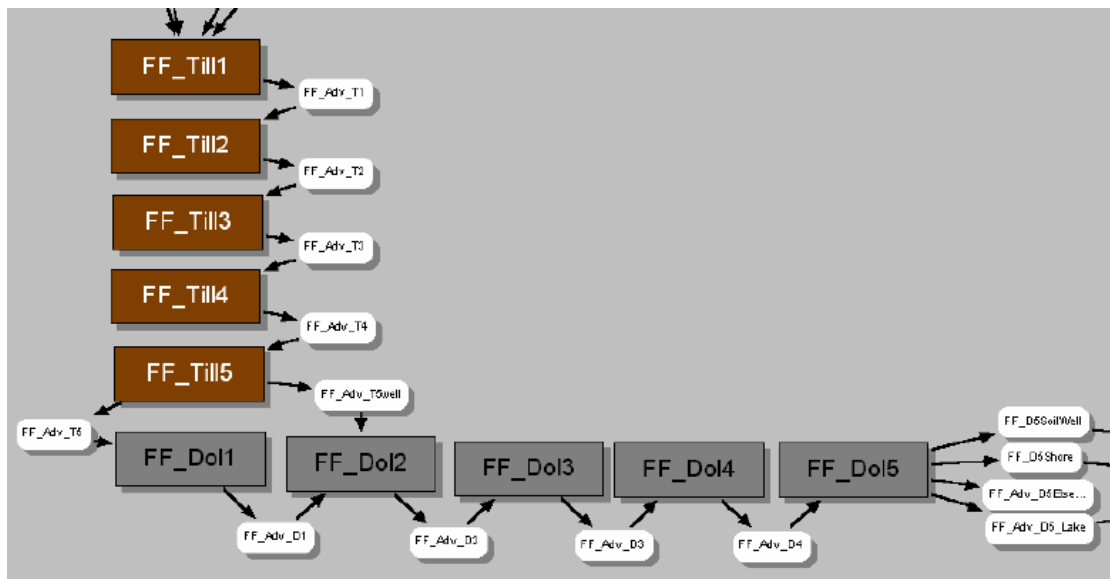 FF_Till1
FF_Adv_T1
FF_Till2
FF_Adv_T2
FF_Till3
FF_Adv_T3
FF_Till4
FF_Adv_T4
FF_Till5
FF_Adv_T5well
FF_Adv_T5
FF_Dol1
FF_Dol2
FF_Dol3
FF_Dol4
FF_Dol5
FF_D5SoilWell
FF_D5Shore
FF_Adv_D5Else...
FF_Adv_D5_Lake
FF_Adv_D1
FF_Adv_D2
FF_Adv_D3
FF_Adv_D4